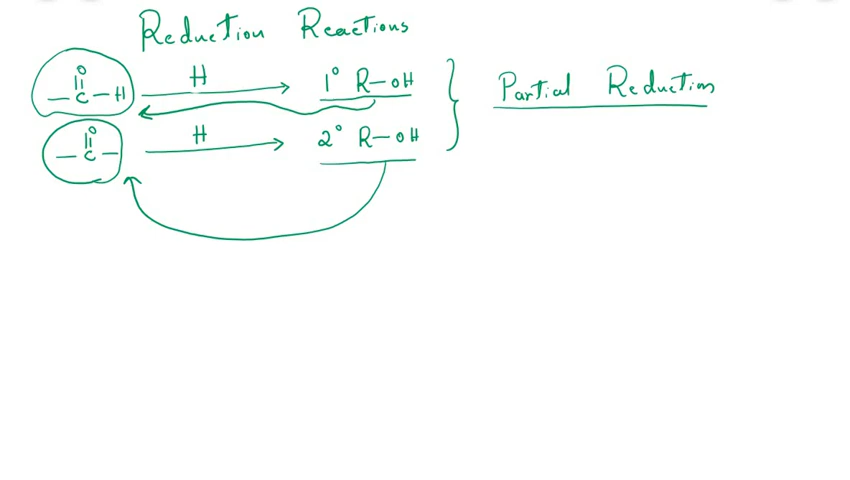 Reduction Reactions
O
– C – H
H
1° R–OH
Partial Reduction
O
– C –
H
2° R–OH